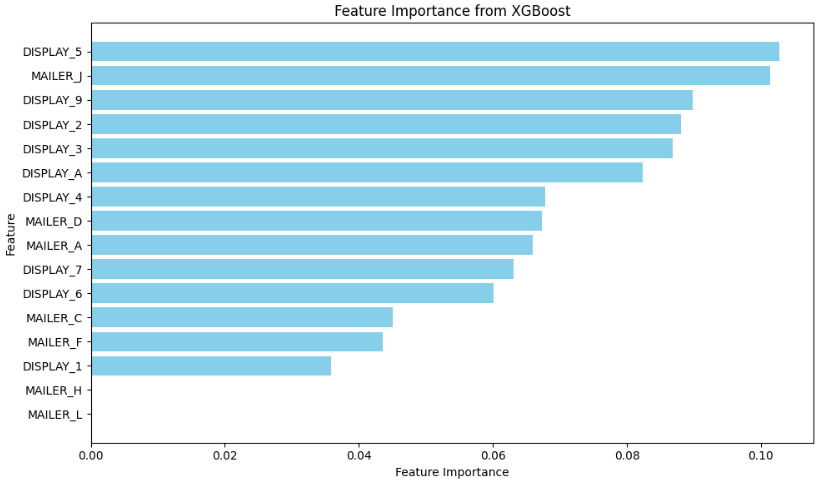 Feature Importance from XGBoost
DISPLAY_5
MAILER_J
DISPLAY_9
DISPLAY_2
DISPLAY_3
DISPLAY_A
DISPLAY_4
MAILER_D
MAILER_A
DISPLAY_7
DISPLAY_6
MAILER_C
MAILER_F
DISPLAY_1
MAILER_H
MAILER_L
Feature
0.00 0.02 0.04 0.06 0.08 0.10
Feature Importance